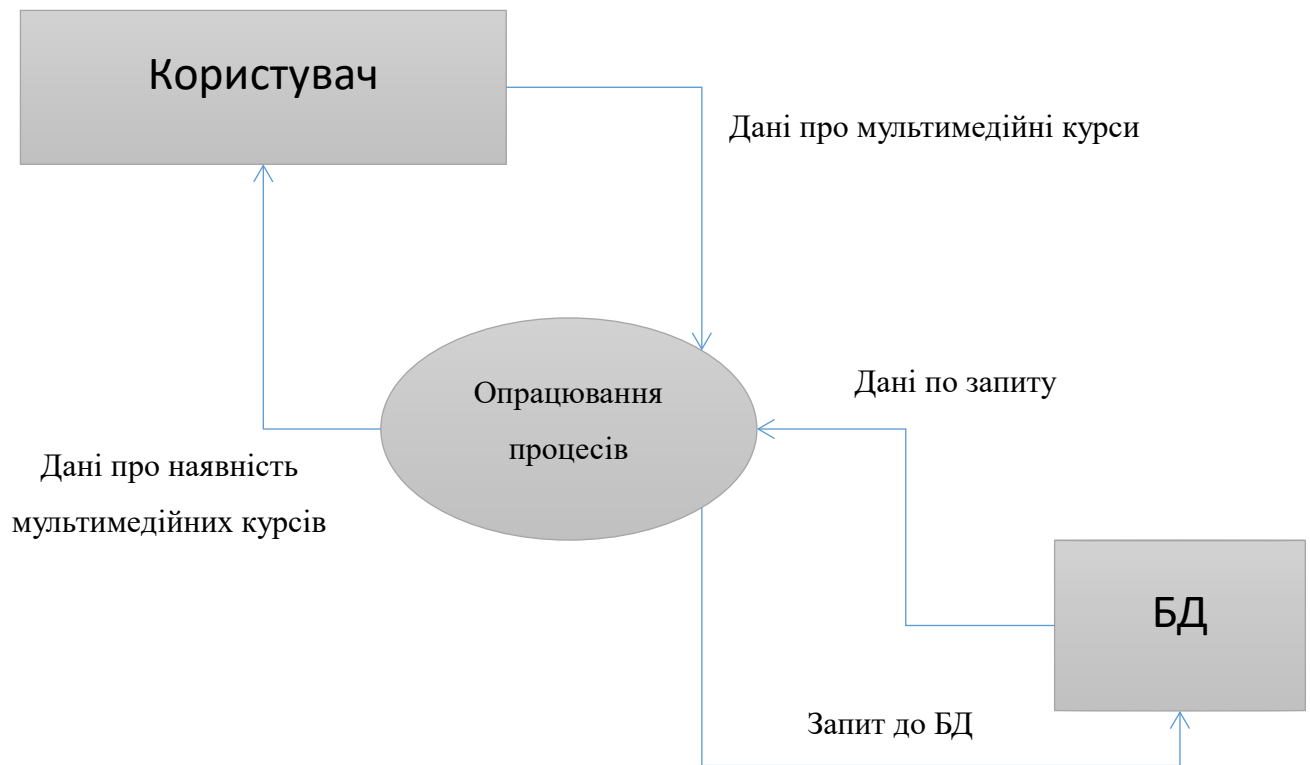 Користувач
Дані про мультимедійні курси
Опрацювання
процесів
Дані по запиту
Дані про наявність
мультимедійних курсів
БД
Запит до БД